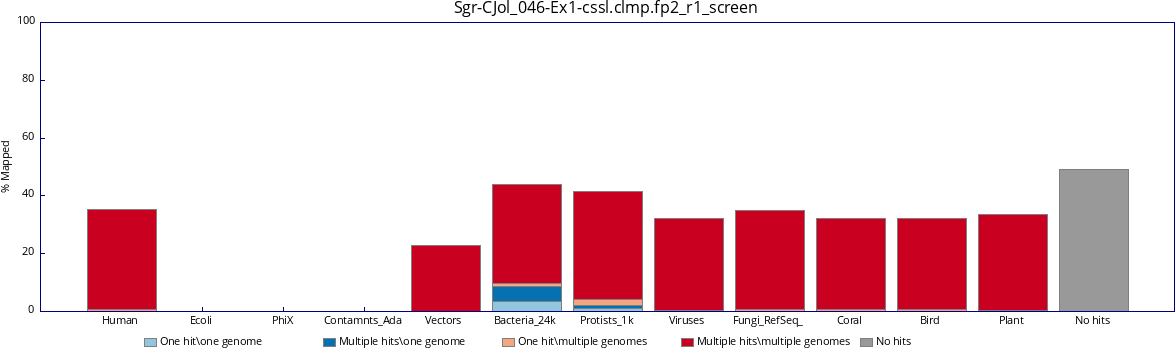 Sgr-CJol_046-Ex1-cssl.clmp.fp2_r1_screen
100
80
60
40
20
0
% Mapped
Human Ecoli PhiX Contamnts_Ada Vectors Bacteria_24k Protists_1k Viruses Fungi_RefSeq_ Coral Bird Plant No hits
One hit\one genome Multiple hits\one genome One hit\multiple genomes Multiple hits\multiple genomes No hits